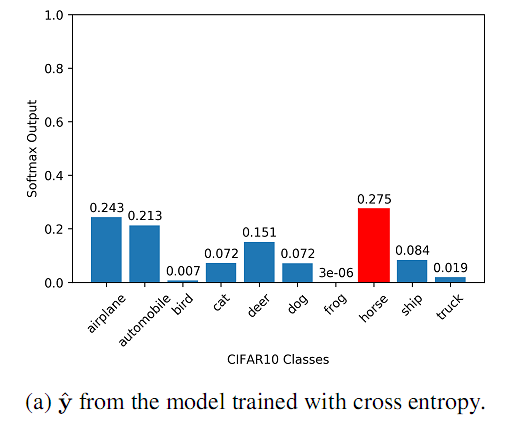 1.0
0.8
0.6
0.4
0.2
0.0
Softmax Output
0.243
0.213
0.007
0.072
0.151
0.072
3e-06
0.275
0.084
0.019
airplane
automobile
bird
cat
deer
dog
frog
horse
ship
truck
CIFAR10 Classes
(a) ŷ from the model trained with cross entropy.